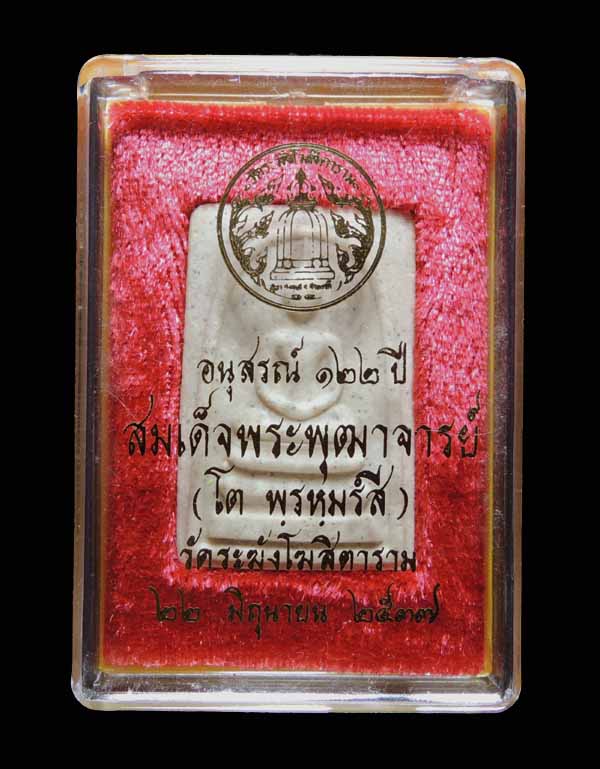 อนุสรณ์ ๑๒๒ ปี
สมเด็จพระพุฒาจารย์
(โต พฺรหฺมรํสี)
วัดระฆังโฆสิตาราม
๒๒ มิถุนายน ๒๕๓๗